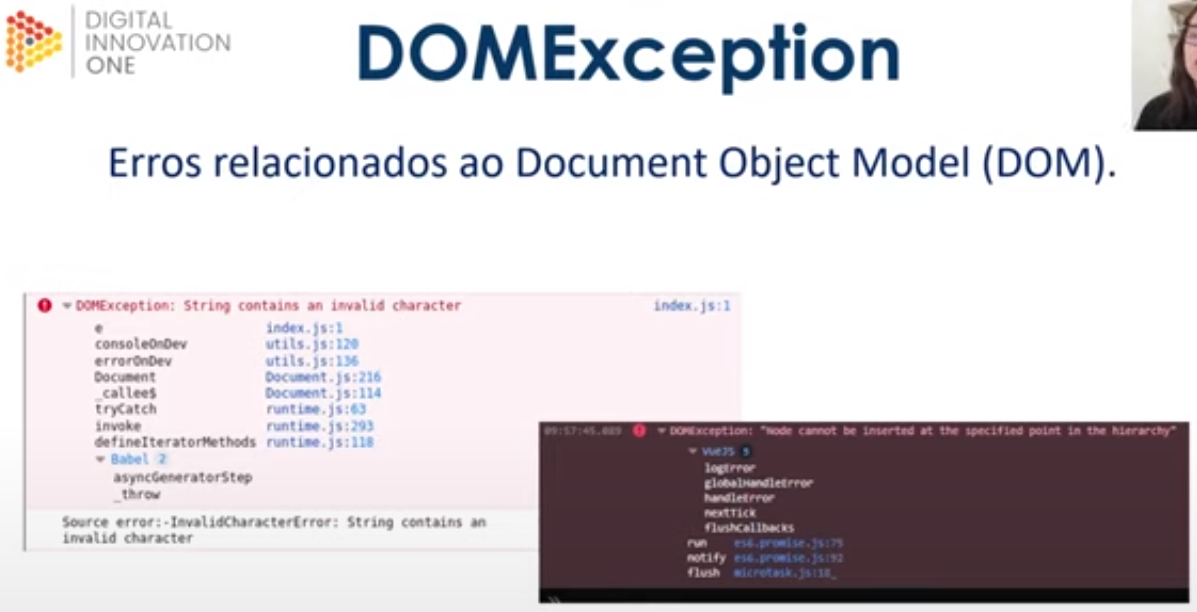 DIGITAL
INNOVATION
ONE
DOMException
Erros relacionados ao Document Object Model (DOM).
DOMException: String contains an invalid character index.js:1
e index.js:1
consoleOnDev utils.js:120
errorOnDev utils.js:136
Document Document.js:216
_callee$ Document.js:114
tryCatch runtime.js:63
invoke runtime.js:293
defineIteratorMethods runtime.js:118
Babel 2
asyncGeneratorStep
_throw
Source error:-InvalidCharacterError: String contains an
invalid character
09:57:45.089 DOMException: "Node cannot be inserted at the specified point in the hierarchy"
VueJS 9
logError
globalHandleError
handleError
nextTick
flushCallbacks
run es6.promise.js:75
notify es6.promise.js:92
flush microtask.js:18